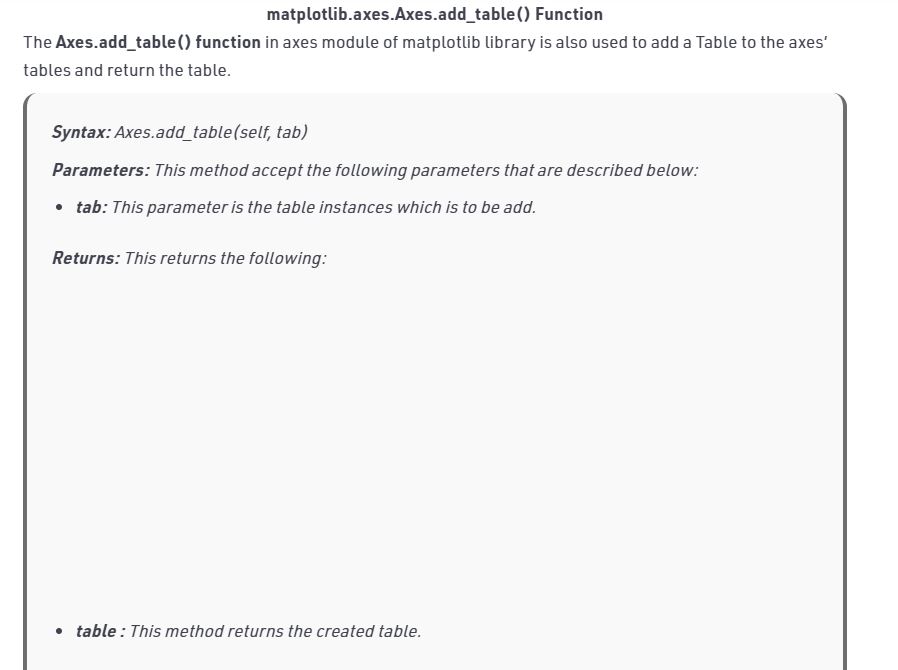 matplotlib.axes.Axes.add_table() Function
The Axes.add_table() function in axes module of matplotlib library is also used to add a Table to the axes’
tables and return the table.
Syntax: Axes.add_table(self, tab)
Parameters: This method accept the following parameters that are described below:
• tab: This parameter is the table instances which is to be add.
Returns: This returns the following:
• table : This method returns the created table.